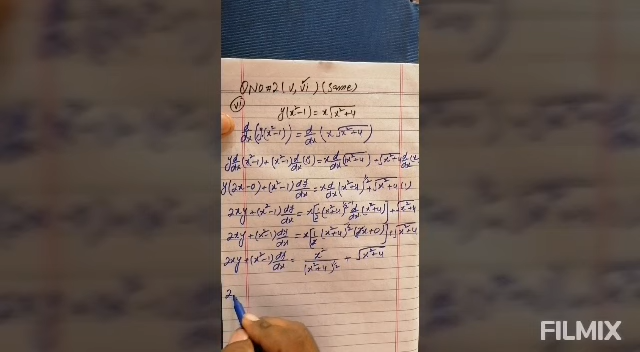 QNO#2(v, vi) (Same)
(vi)
y(x²-1) = x√x²+4
d/dx(y(x²-1)) = d/dx(x√x²+4)
y d/dx(x²-1)+(x²-1) d/dx(y) = x d/dx(√x²+4)+√x²+4 d/dx(x
y(2x-0)+(x²-1) dy/dx = x d/dx(x²+4)^1/2+√x²+4 (1)
2xy+(x²-1) dy/dx = x[1/2(x²+4)^1/2-1 d/dx(x²+4)]+√x²+4
2xy+(x²-1) dy/dx = x[1/2(x²+4)^-1/2(2x+0)]+√x²+4
2xy+(x²-1) dy/dx = x²/(x²+4)^1/2 + √x²+4
2
FILMIX